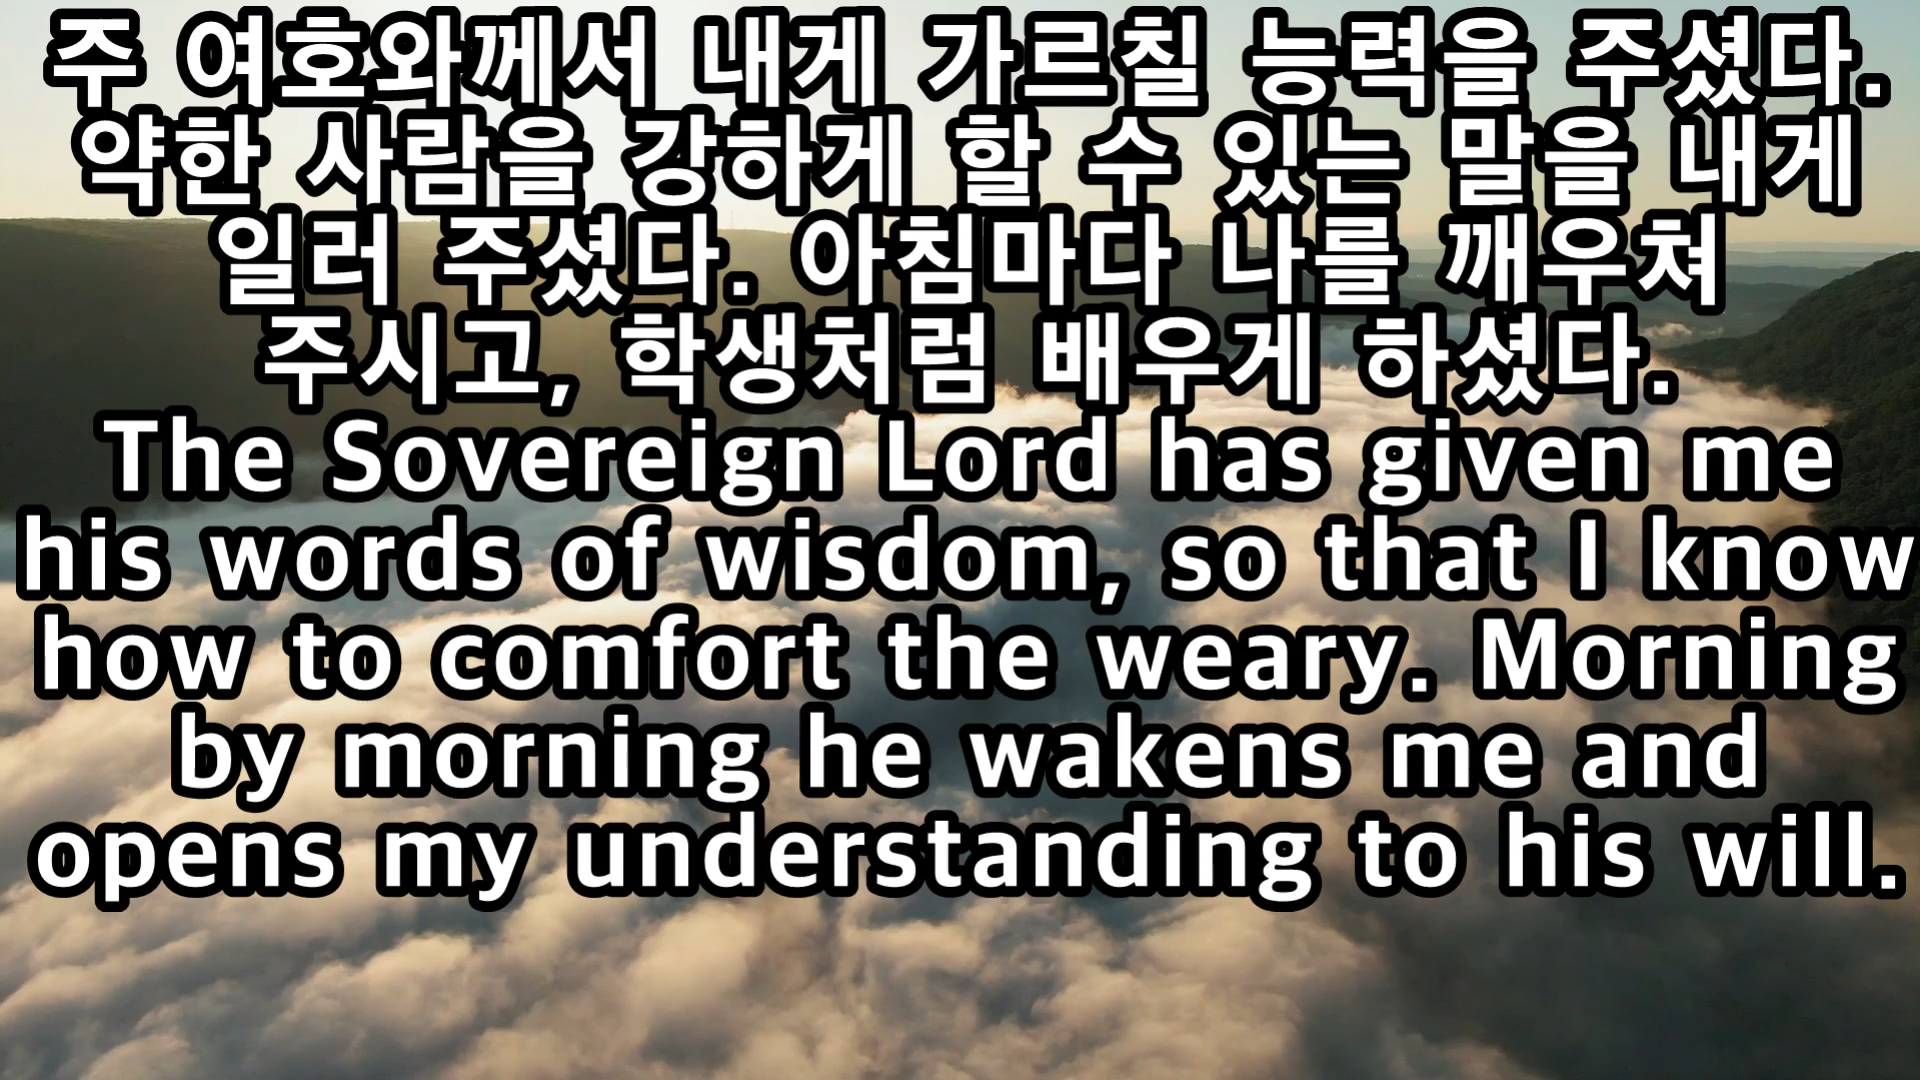 주 여호와께서 내게 가르칠 능력을 주셨다.
약한 사람을 강하게 할 수 있는 말을 내게
일러 주셨다. 아침마다 나를 깨우쳐
주시고, 학생처럼 배우게 하셨다.
The Sovereign Lord has given me
his words of wisdom, so that I know
how to comfort the weary. Morning
by morning he wakens me and
opens my understanding to his will.